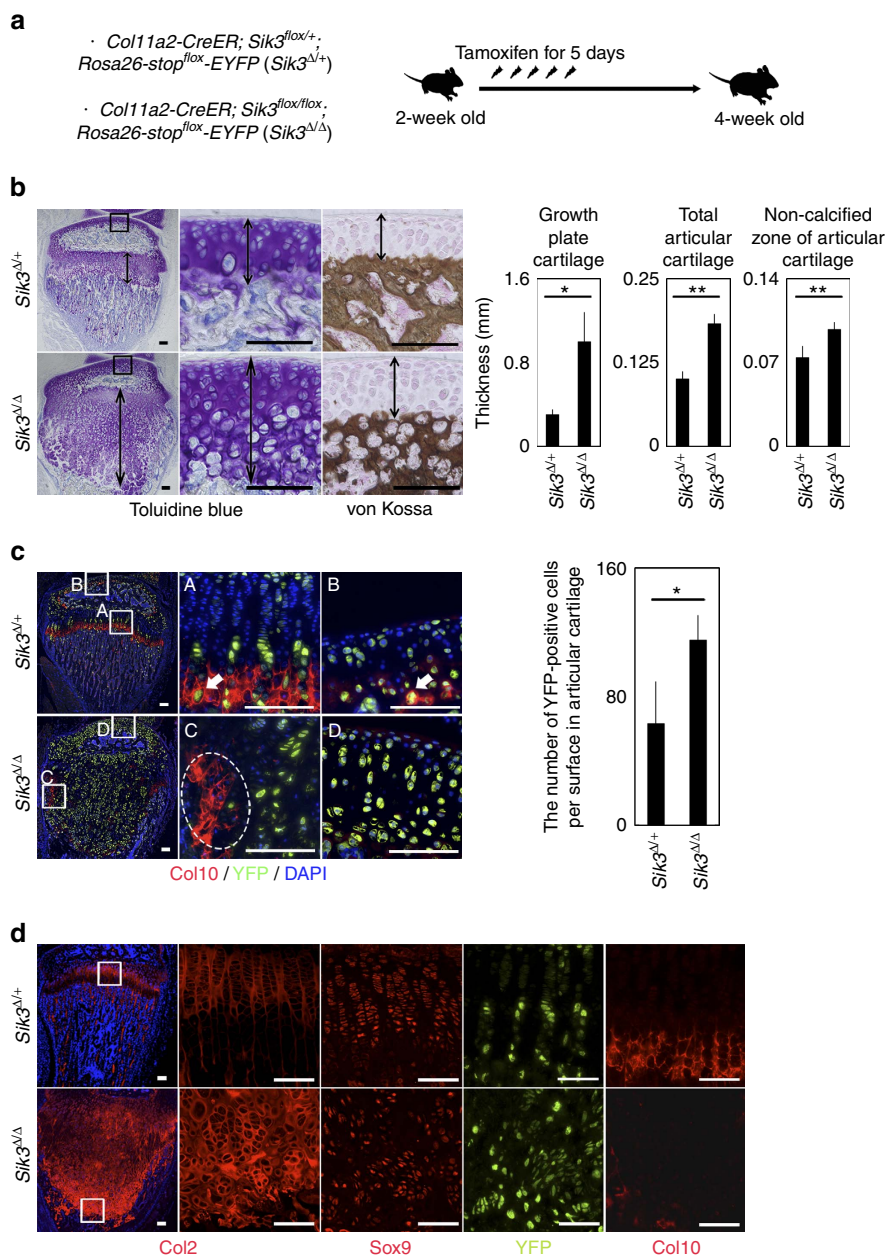 a
· Col11a2-CreER; Sik3flox/+;
Rosa26-stopflox-EYFP (Sik3Δ/+)
· Col11a2-CreER; Sik3flox/flox;
Rosa26-stopflox-EYFP (Sik3Δ/Δ)
Tamoxifen for 5 days
2-week old
4-week old
b
Sik3Δ/+
Sik3Δ/Δ
Toluidine blue
von Kossa
Growth
plate
cartilage
Total
articular
cartilage
Non-calcified
zone of articular
cartilage
Thickness (mm)
1.6
0.8
0
*
0.25
0.125
0
**
0.14
0.07
0
**
Sik3Δ/+
Sik3Δ/Δ
Sik3Δ/+
Sik3Δ/Δ
Sik3Δ/+
Sik3Δ/Δ
c
Sik3Δ/+
B
A
A
B
Sik3Δ/Δ
D
C
C
D
Col10 / YFP / DAPI
The number of YFP-positive cells
per surface in articular cartilage
160
80
0
*
Sik3Δ/+
Sik3Δ/Δ
d
Sik3Δ/+
Sik3Δ/Δ
Col2
Sox9
YFP
Col10